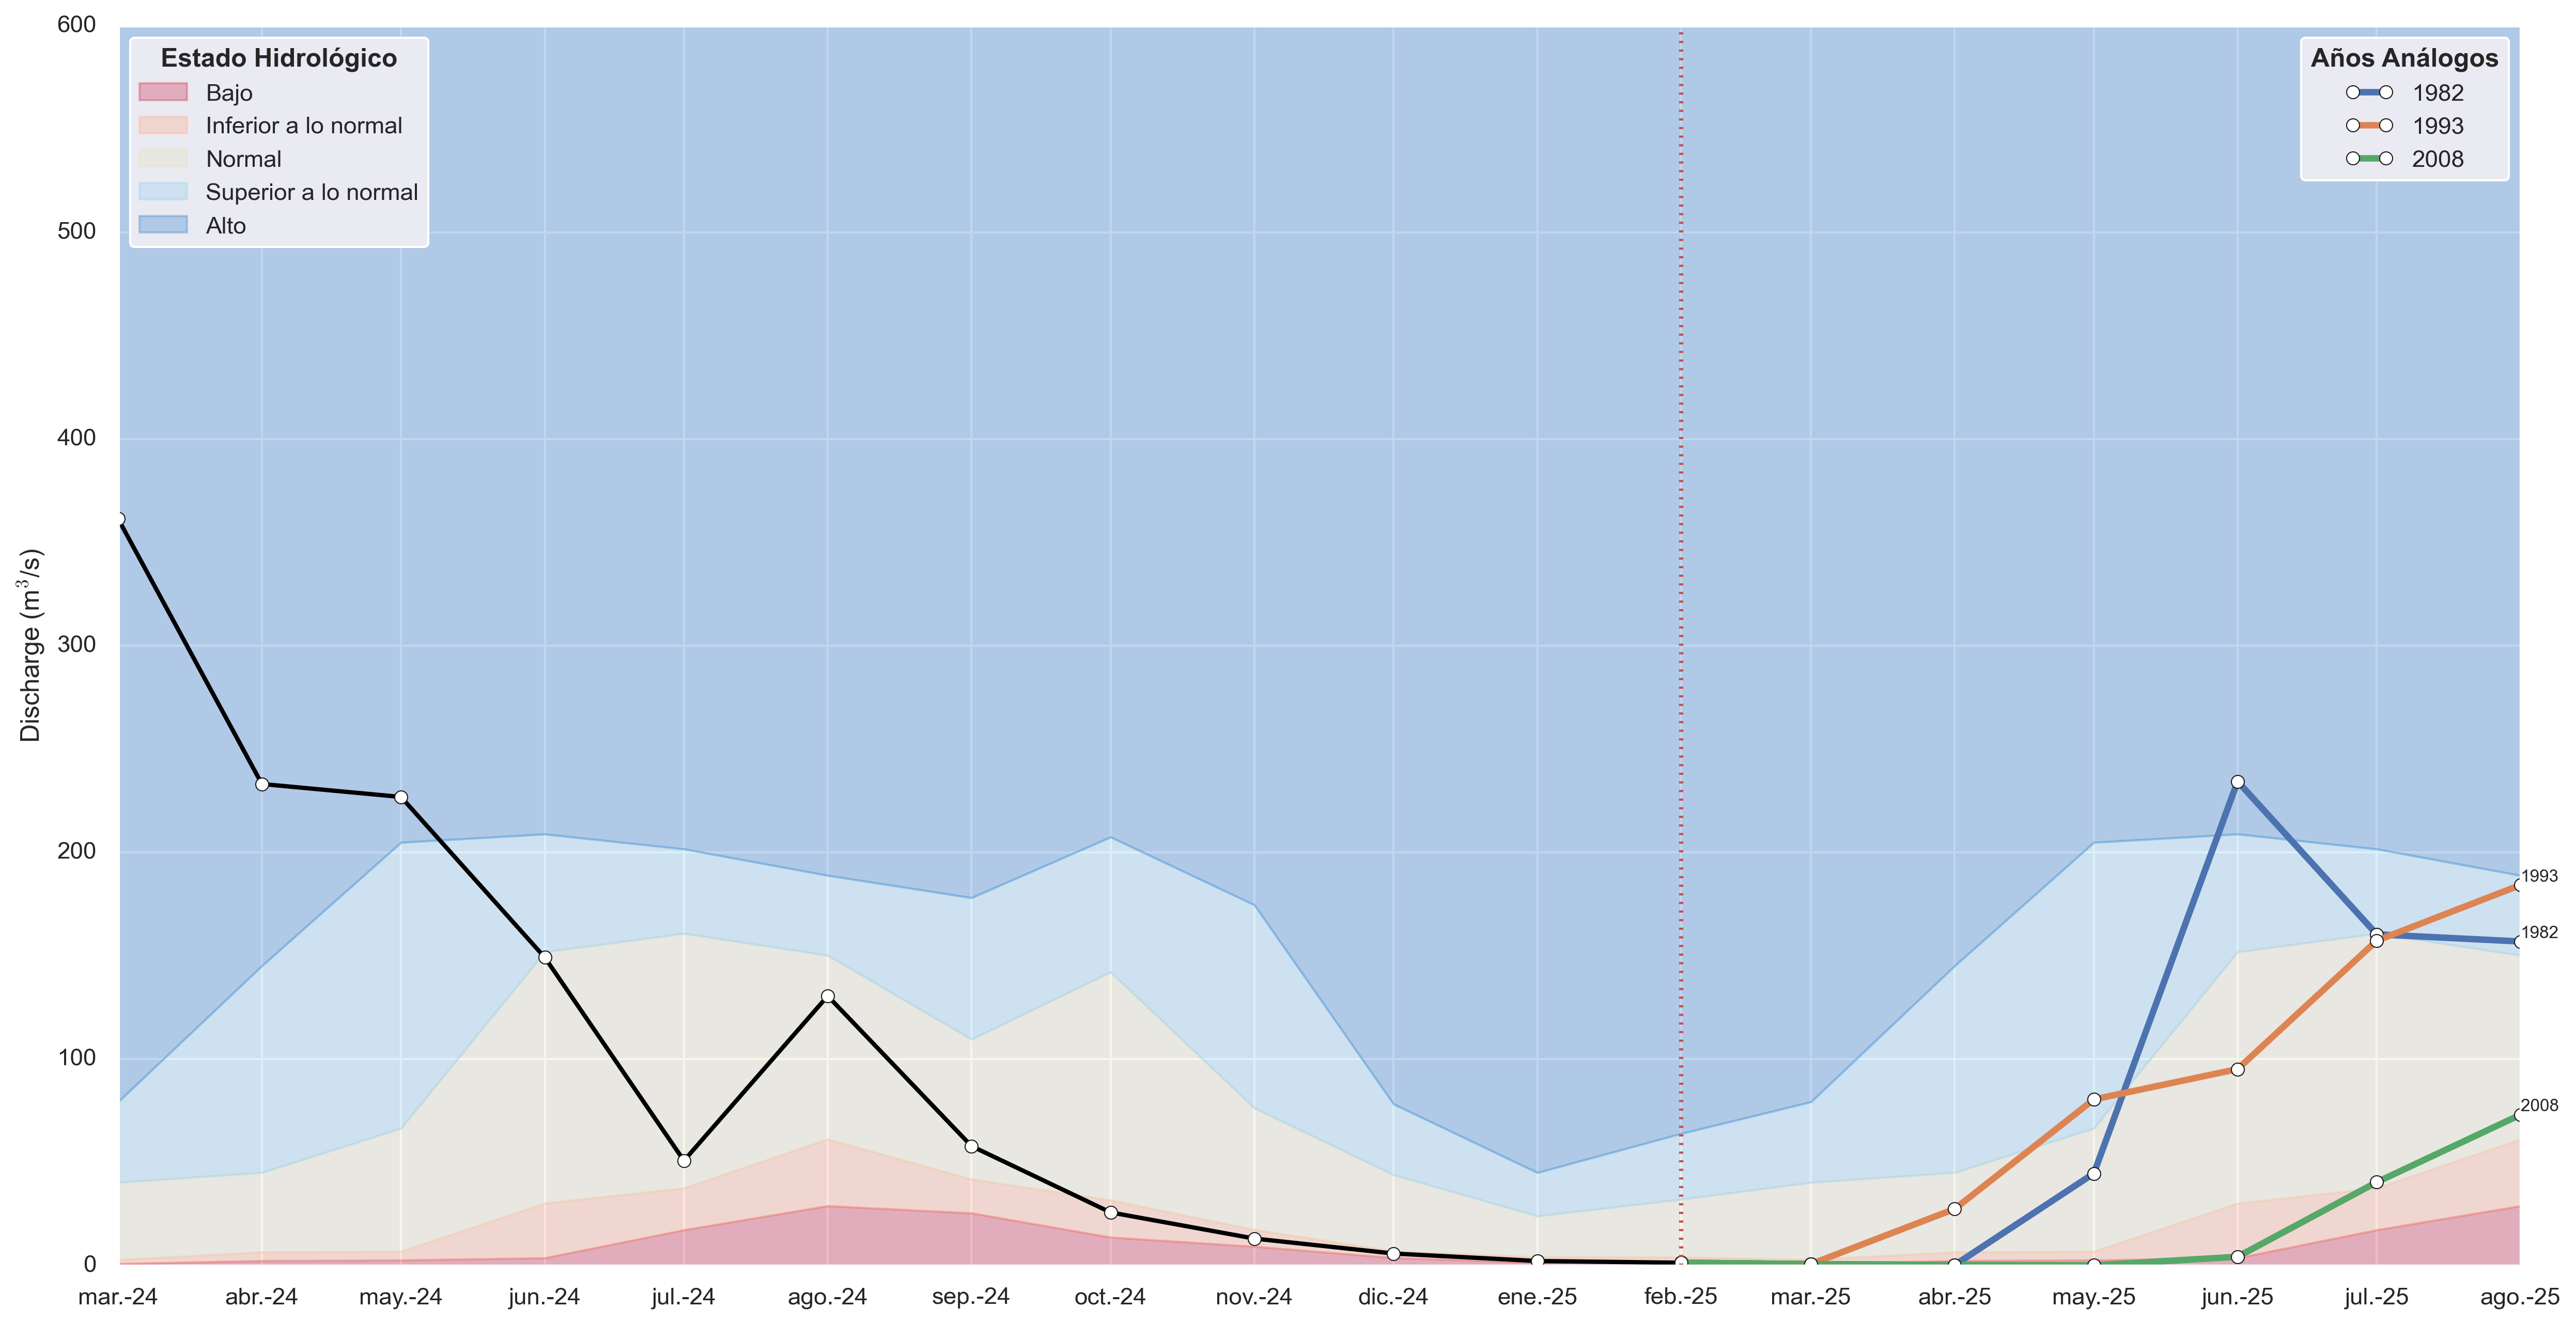 600
500
400
300
200
100
0
Discharge (m³/s)
Estado Hidrológico
Bajo
Inferior a lo normal
Normal
Superior a lo normal
Alto
Años Análogos
1982
1993
2008
1993
1982
2008
mar.-24 abr.-24 may.-24 jun.-24 jul.-24 ago.-24 sep.-24 oct.-24 nov.-24 dic.-24 ene.-25 feb.-25 mar.-25 abr.-25 may.-25 jun.-25 jul.-25 ago.-25